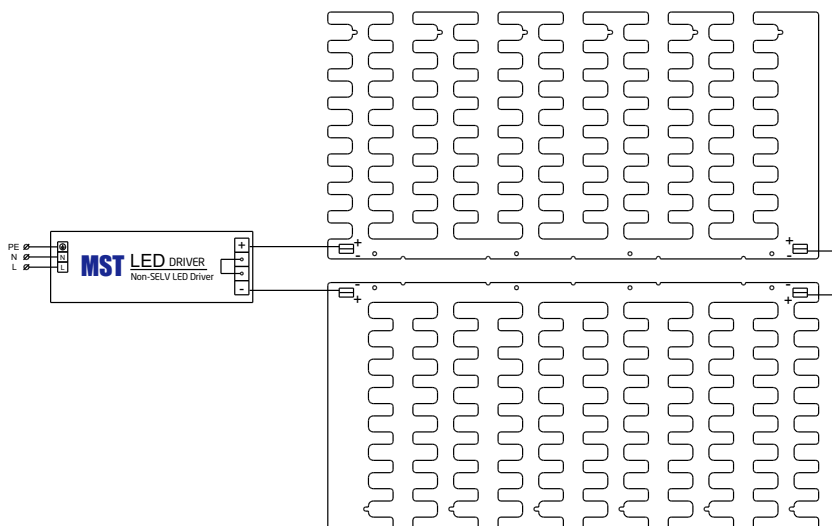 PE
N
L
N
L
MST LED DRIVER
Non-SELV LED Driver
+
-
+
-
+
-
-
+
-
+